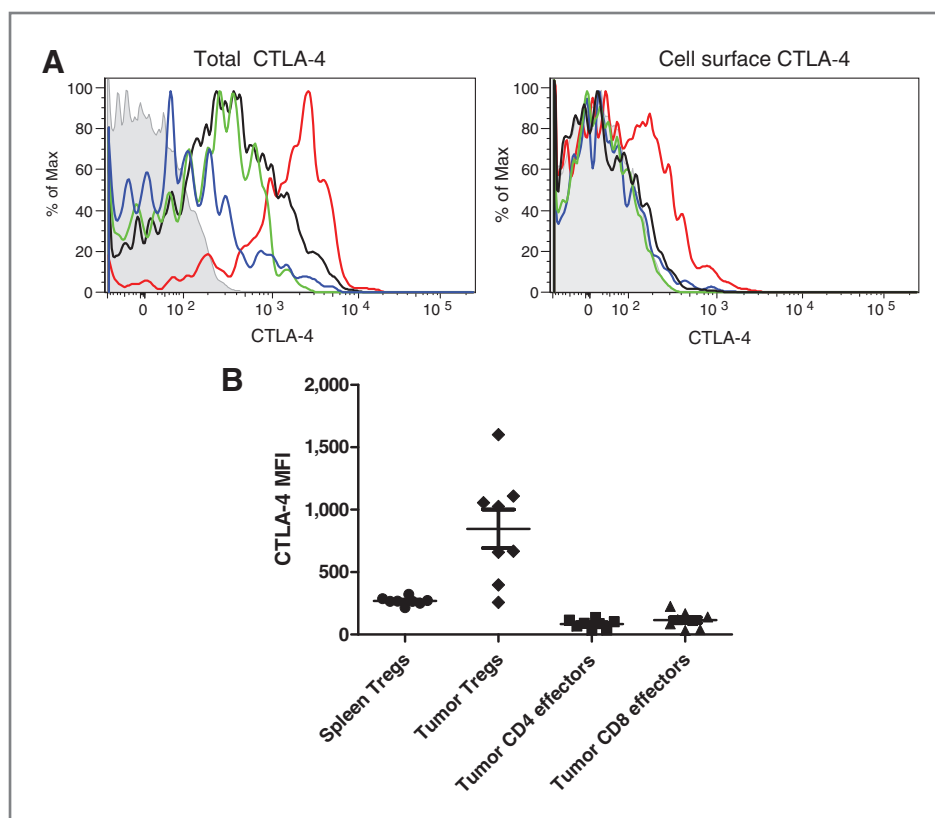 A
Total CTLA-4
Cell surface CTLA-4
% of Max
100
80
60
40
20
0
0 10 2 10 3 10 4 10 5
CTLA-4
% of Max
100
80
60
40
20
0
0 10 2 10 3 10 4 10 5
CTLA-4
B
CTLA-4 MFI
2,000
1,500
1,000
500
0
Spleen Tregs
Tumor Tregs
Tumor CD4 effectors
Tumor CD8 effectors